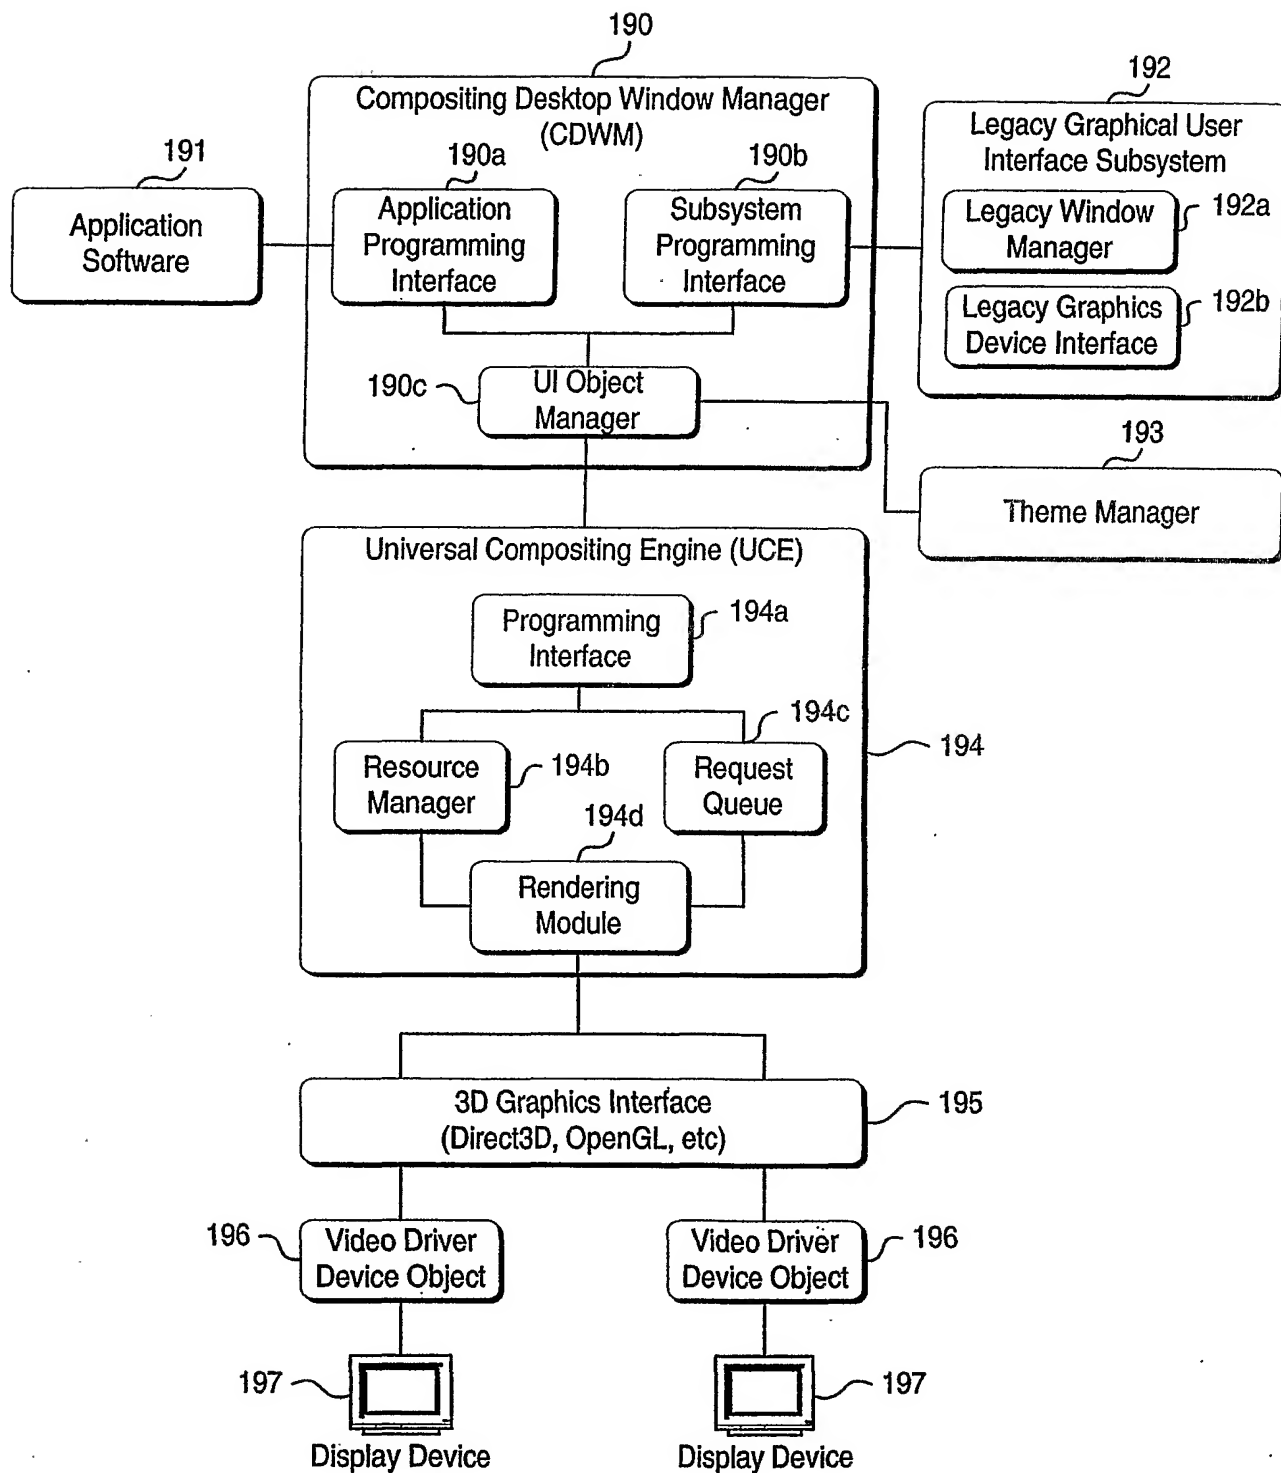 190
Compositing Desktop Window Manager
(CDWM)
192
Legacy Graphical User
Interface Subsystem
191
190a
190b
Application
Software
Application
Programming
Interface
Subsystem
Programming
Interface
Legacy Window
Manager
192a
Legacy Graphics
Device Interface
192b
190c
UI Object
Manager
193
Theme Manager
Universal Compositing Engine (UCE)
Programming
Interface
194a
194c
Resource
Manager
194b
Request
Queue
194
194d
Rendering
Module
3D Graphics Interface
(Direct3D, OpenGL, etc)
195
196
Video Driver
Device Object
Video Driver
Device Object
196
197
197
Display Device
Display Device